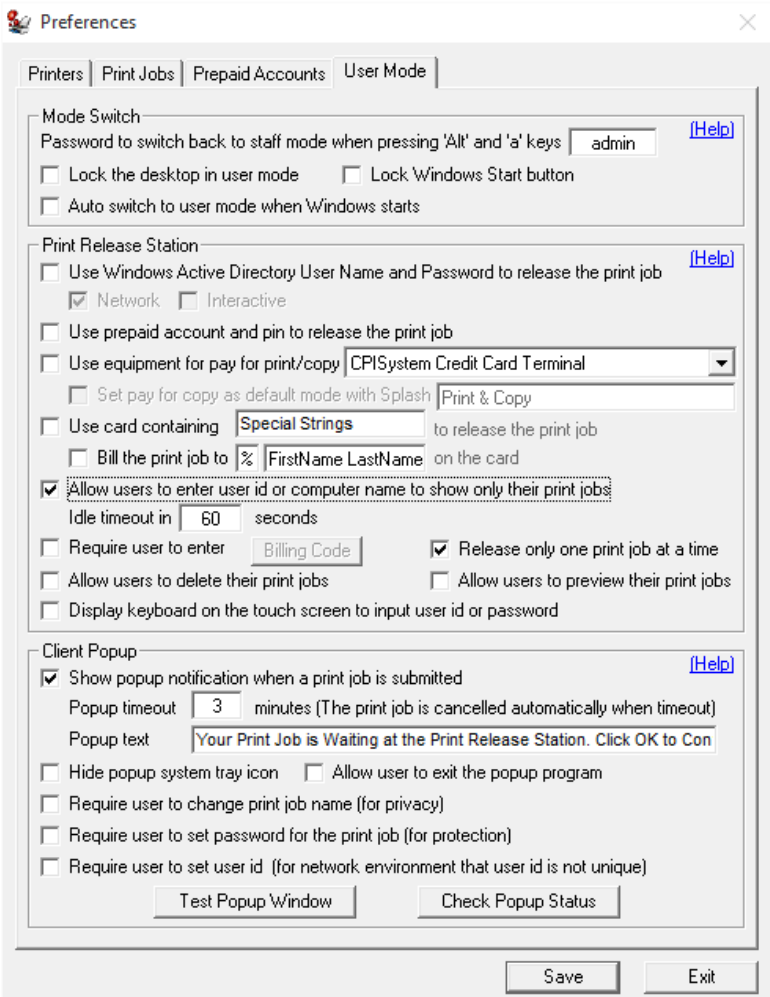 Preferences
Printers Print Jobs Prepaid Accounts User Mode
Mode Switch
(Help)
Password to switch back to staff mode when pressing 'Alt' and 'a' keys admin
Lock the desktop in user mode Lock Windows Start button
Auto switch to user mode when Windows starts
Print Release Station
(Help)
Use Windows Active Directory User Name and Password to release the print job
Network Interactive
Use prepaid account and pin to release the print job
Use equipment for pay for print/copy CPISystem Credit Card Terminal
Set pay for copy as default mode with Splash Print & Copy
Use card containing Special Strings to release the print job
Bill the print job to % FirstName LastName on the card
Allow users to enter user id or computer name to show only their print jobs
Idle timeout in 60 seconds
Require user to enter Billing Code Release only one print job at a time
Allow users to delete their print jobs Allow users to preview their print jobs
Display keyboard on the touch screen to input user id or password
Client Popup
(Help)
Show popup notification when a print job is submitted
Popup timeout 3 minutes (The print job is cancelled automatically when timeout)
Popup text Your Print Job is Waiting at the Print Release Station. Click OK to Con
Hide popup system tray icon Allow user to exit the popup program
Require user to change print job name (for privacy)
Require user to set password for the print job (for protection)
Require user to set user id (for network environment that user id is not unique)
Test Popup Window Check Popup Status
Save Exit